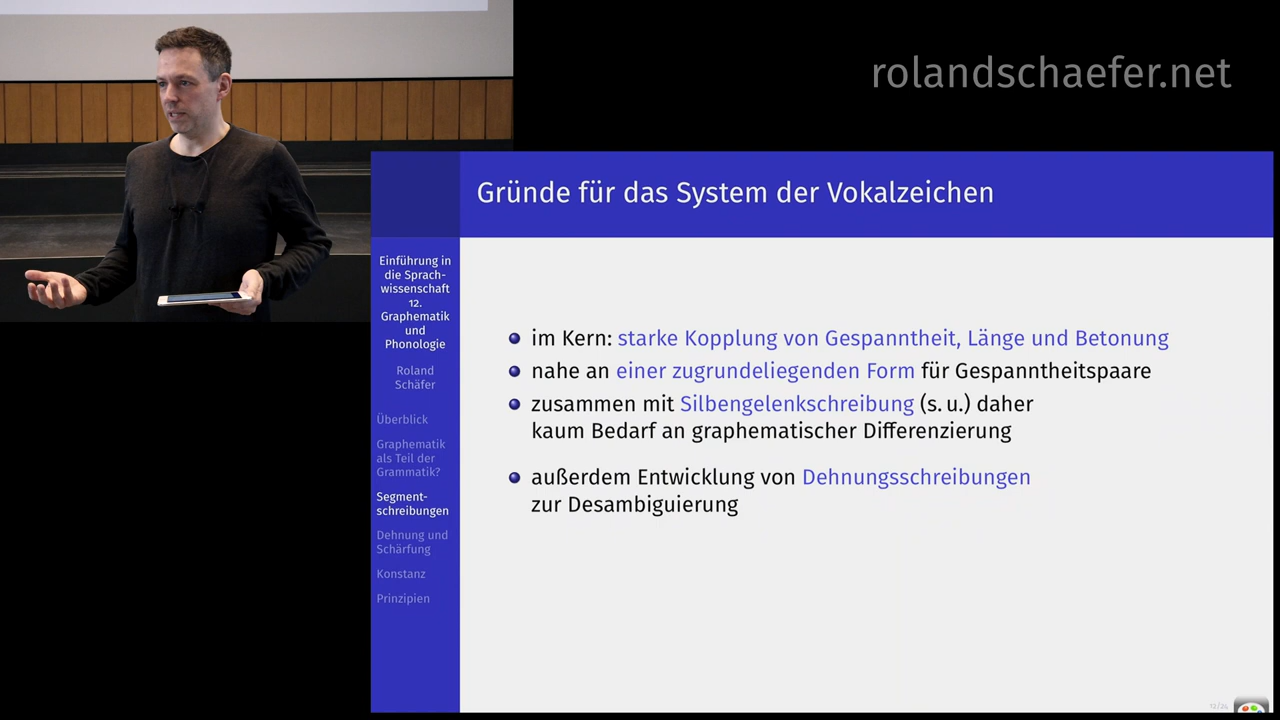 rolandschaefer.net
Gründe für das System der Vokalzeichen
Einführung in
die Sprach-
wissenschaft
12.
Graphematik
und
Phonologie
Roland
Schäfer
Überblick
Graphematik
als Teil der
Grammatik?
Segment-
schreibungen
Dehnung und
Schärfung
Konstanz
Prinzipien
im Kern: starke Kopplung von Gespanntheit, Länge und Betonung
nahe an einer zugrundeliegenden Form für Gespanntheitspaare
zusammen mit Silbengelenkschreibung (s. u.) daher
kaum Bedarf an graphematischer Differenzierung
außerdem Entwicklung von Dehnungsschreibungen
zur Desambiguierung
12/24